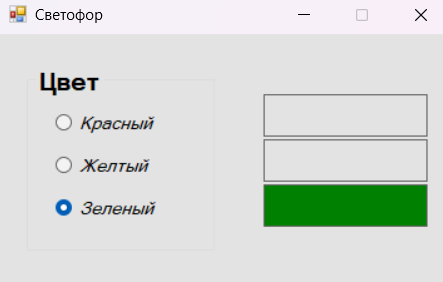 Светофор
Цвет
Красный
Желтый
Зеленый